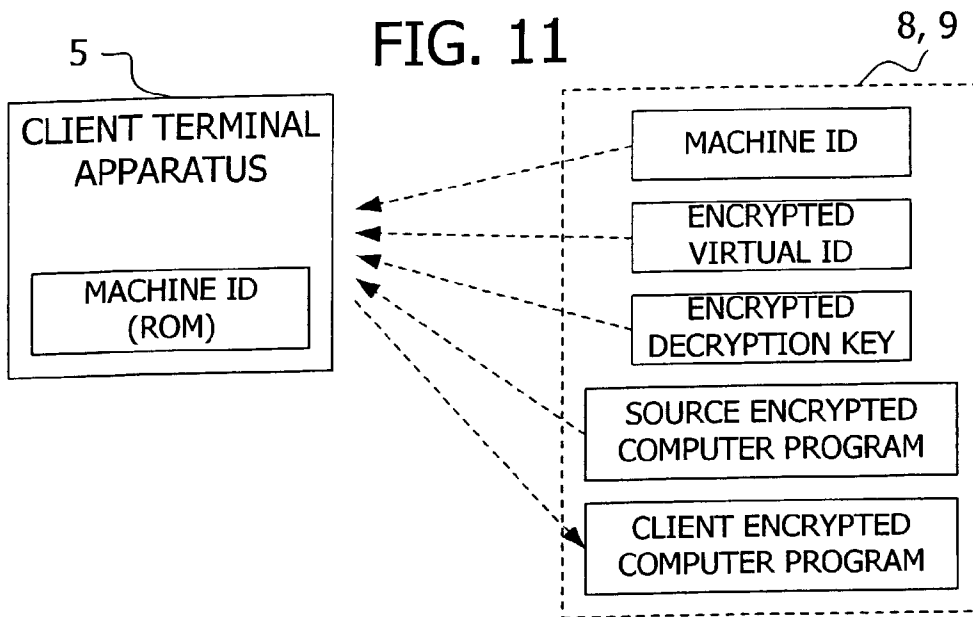 FIG. 11
5
8, 9
CLIENT TERMINAL
APPARATUS
MACHINE ID
(ROM)
MACHINE ID
ENCRYPTED
VIRTUAL ID
ENCRYPTED
DECRYPTION KEY
SOURCE ENCRYPTED
COMPUTER PROGRAM
CLIENT ENCRYPTED
COMPUTER PROGRAM